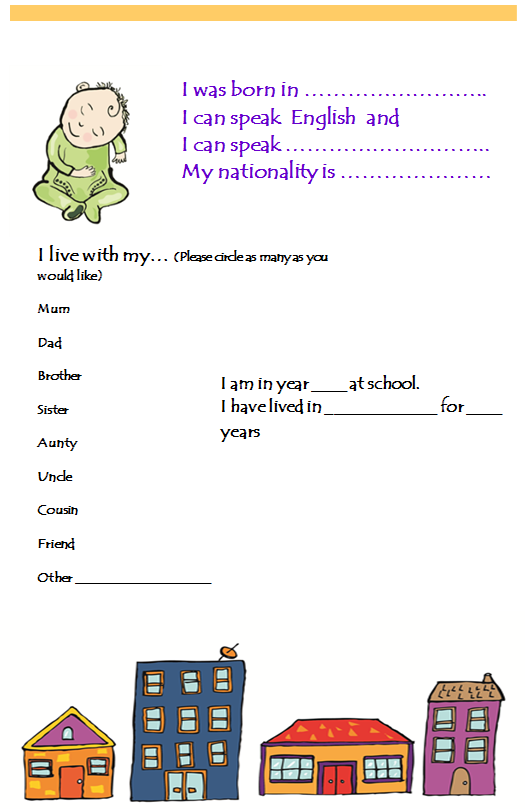 I was born in ……………………..
I can speak  English  and
I can speak ………………………..
My nationality is …………………
I live with my… (Please circle as many as you
would like)
Mum
Dad
Brother
Sister
Aunty
Uncle
Cousin
Friend
Other ___________________
I am in year ____ at school.
I have lived in _____________ for ____
years